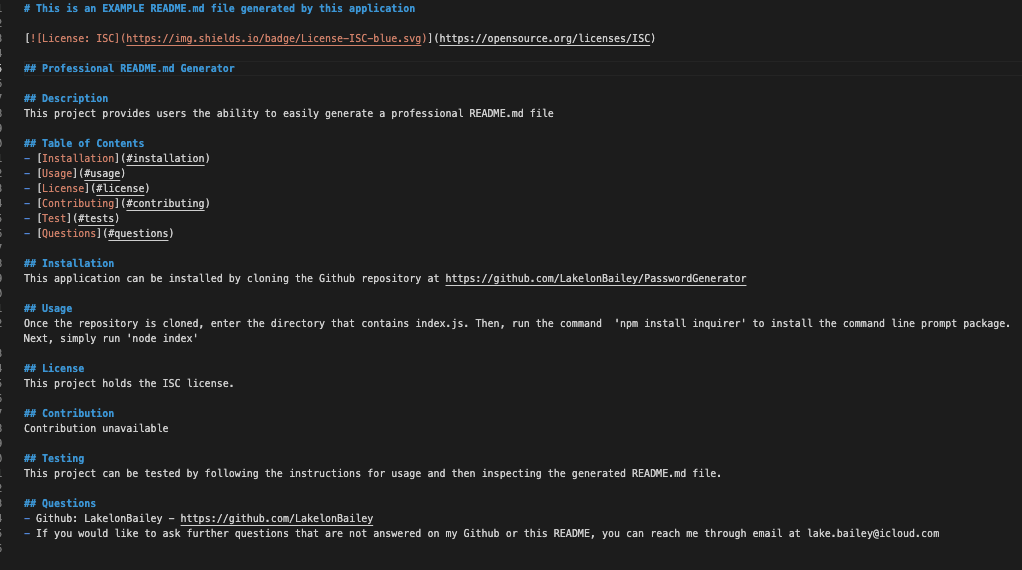 # This is an EXAMPLE README.md file generated by this application
[![License: ISC](https://img.shields.io/badge/License-ISC-blue.svg)](https://opensource.org/licenses/ISC)
## Professional README.md Generator
## Description
This project provides users the ability to easily generate a professional README.md file
## Table of Contents
- [Installation](#installation)
- [Usage](#usage)
- [License](#license)
- [Contributing](#contributing)
- [Test](#tests)
- [Questions](#questions)
## Installation
This application can be installed by cloning the Github repository at https://github.com/LakelonBailey/PasswordGenerator
## Usage
Once the repository is cloned, enter the directory that contains index.js. Then, run the command  'npm install inquirer' to install the command line prompt package.
Next, simply run 'node index'
## License
This project holds the ISC license.
## Contribution
Contribution unavailable
## Testing
This project can be tested by following the instructions for usage and then inspecting the generated README.md file.
## Questions
- Github: LakelonBailey - https://github.com/LakelonBailey
- If you would like to ask further questions that are not answered on my Github or this README, you can reach me through email at lake.bailey@icloud.com